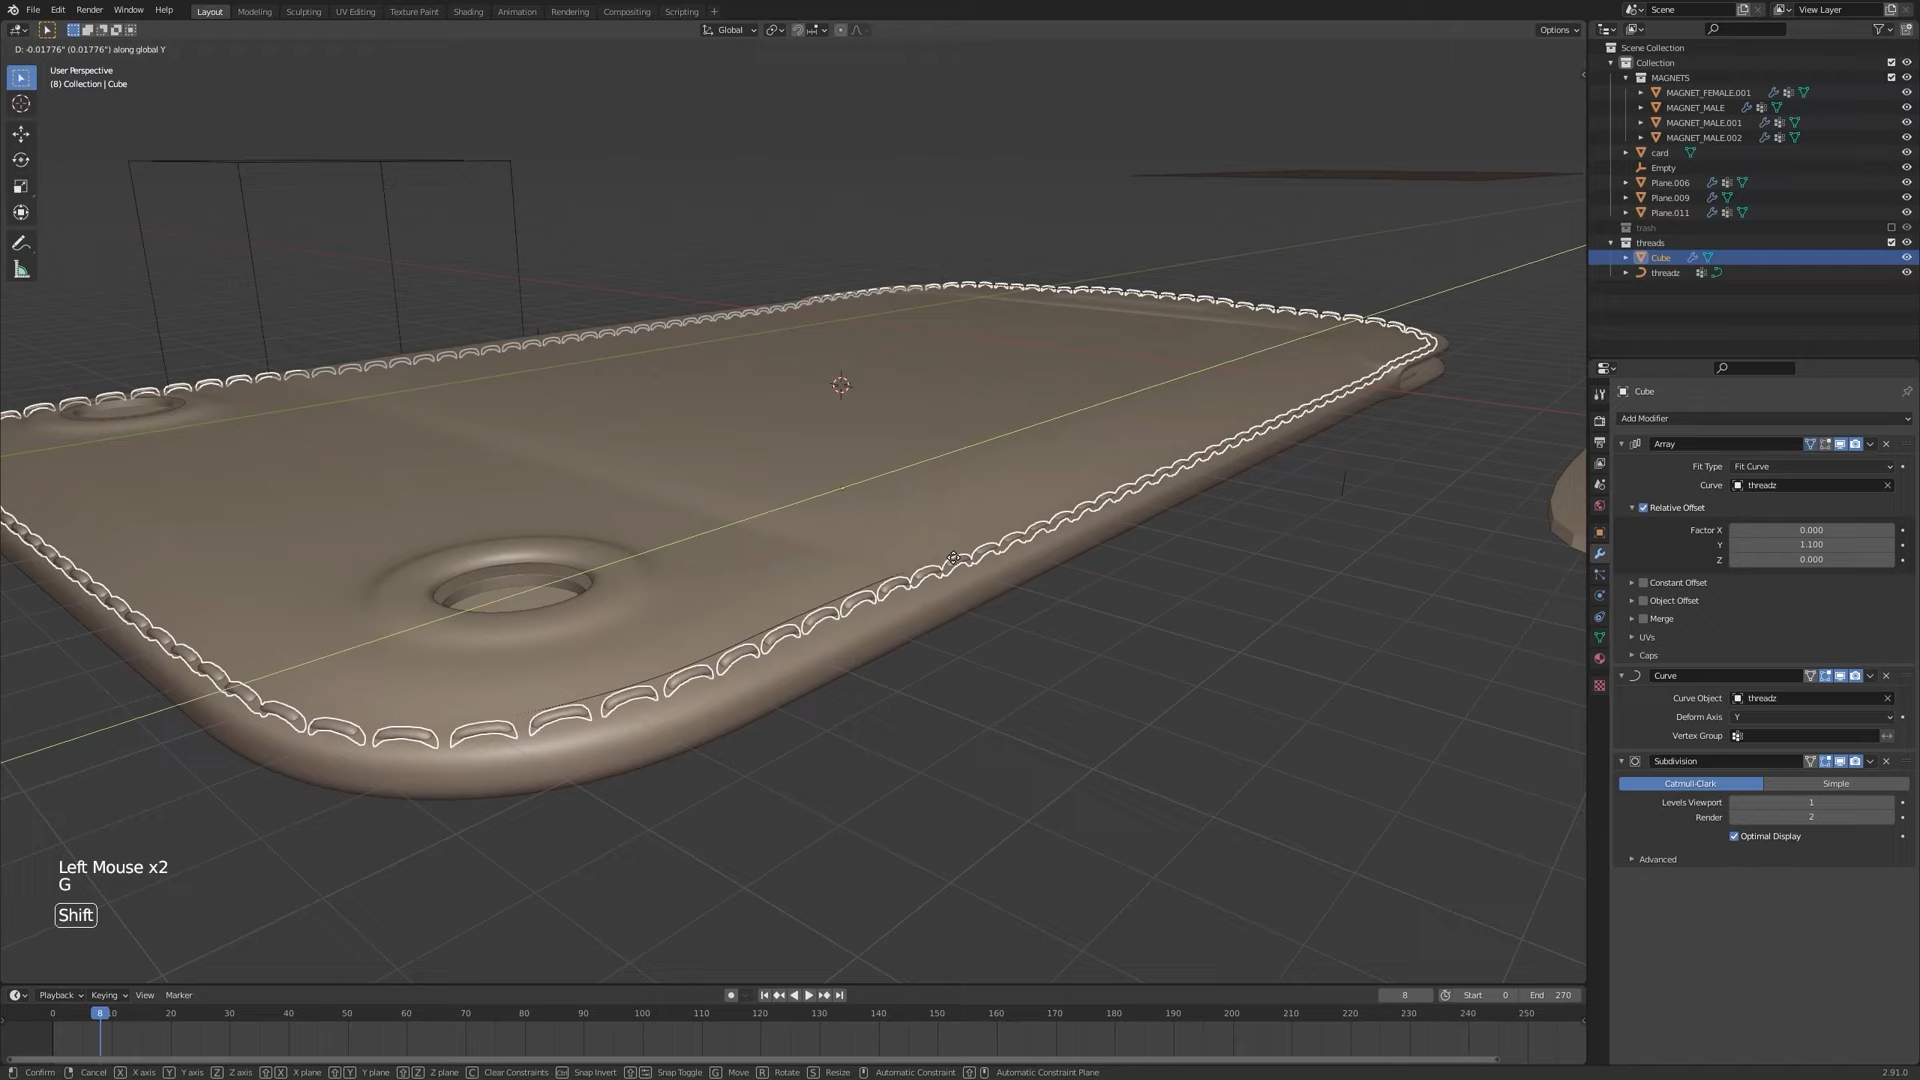 File Edit Render Window Help Layout Modeling Sculpting UV Editing Texture Paint Shading Animation Rendering Compositing Scripting + Scene View Layer
Global Options
D: -0.01776" (0.01776") along global Y
User Perspective
(8) Collection | Cube
Scene Collection
Collection
MAGNETS
MAGNET_FEMALE.001
MAGNET_MALE
MAGNET_MALE.001
MAGNET_MALE.002
card
Empty
Plane.006
Plane.009
Plane.011
trash
threads
Cube
threadz
Cube
Add Modifier
Array
Fit Type Fit Curve
Curve threadz
Relative Offset
Factor X 0.000
Y 1.100
Z 0.000
Constant Offset
Object Offset
Merge
UVs
Caps
Curve
Curve Object threadz
Deform Axis Y
Vertex Group
Subdivision
Catmull-Clark Simple
Levels Viewport 1
Render 2
Optimal Display
Advanced
Left Mouse x2
G
Shift
Playback Keying View Marker 8 Start 0 End 270
0 8 10 20 30 40 50 60 70 80 90 100 110 120 130 140 150 160 170 180 190 200 210 220 230 240 250
Confirm Cancel X X axis Y Y axis Z Z axis X X plane Y Y plane Z Z plane C Clear Constraints Ctrl Snap Invert Snap Toggle G Move R Rotate S Resize Automatic Constraint Automatic Constraint Plane 2.91.0